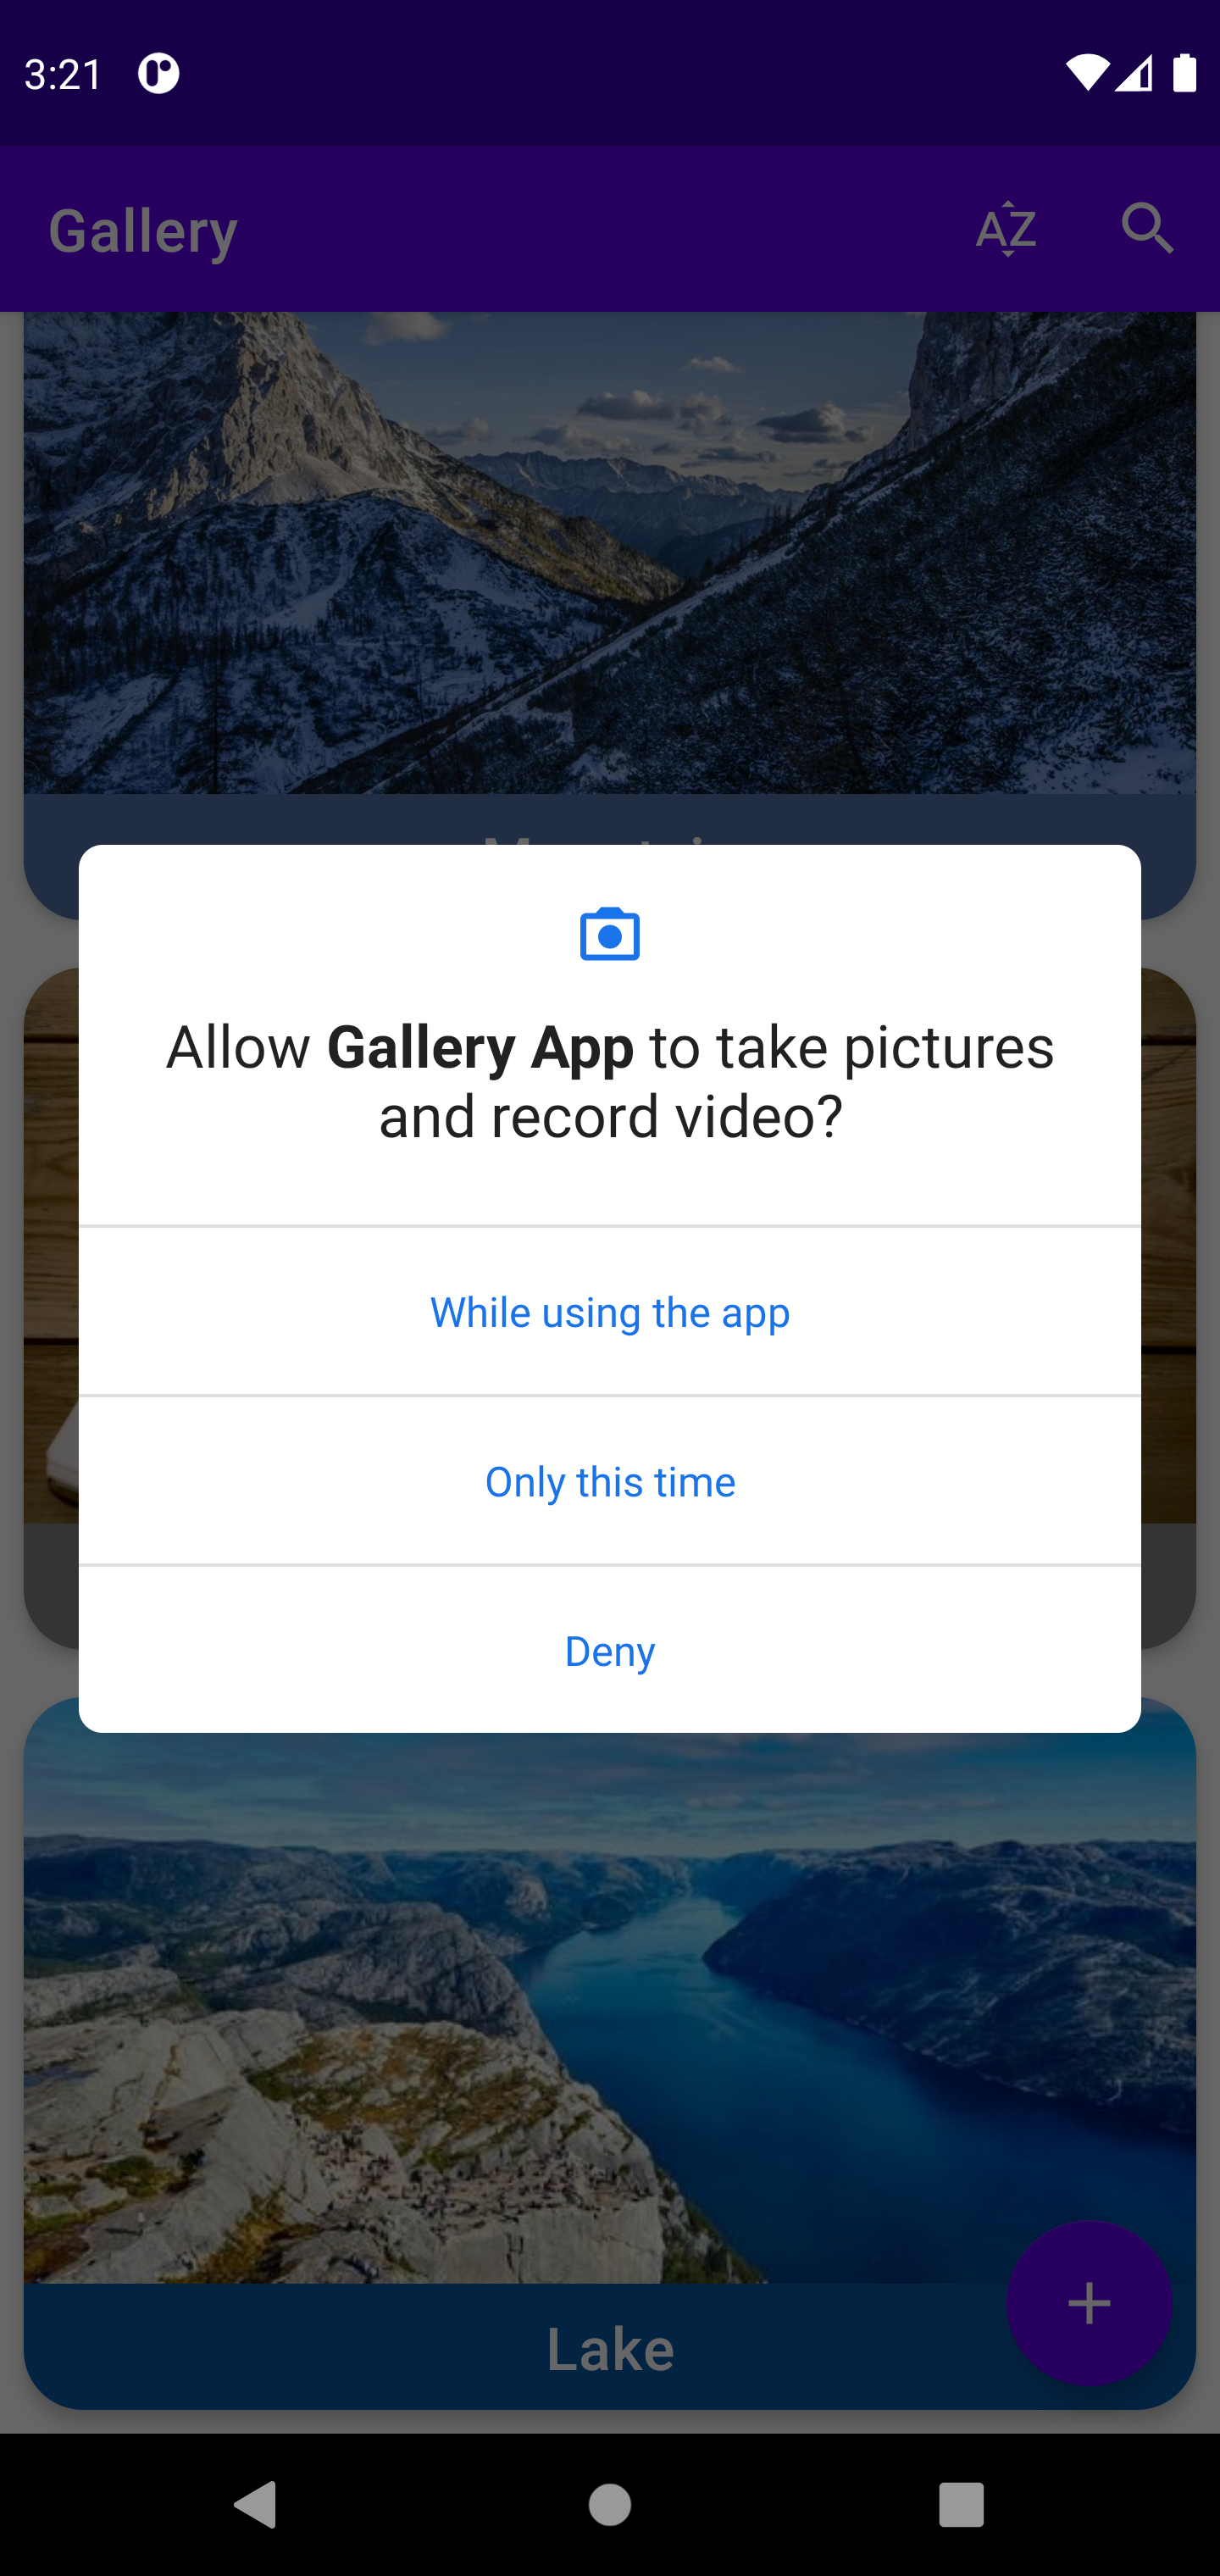 3:21
Gallery
AZ
Allow Gallery App to take pictures
and record video?
While using the app
Only this time
Deny
Lake